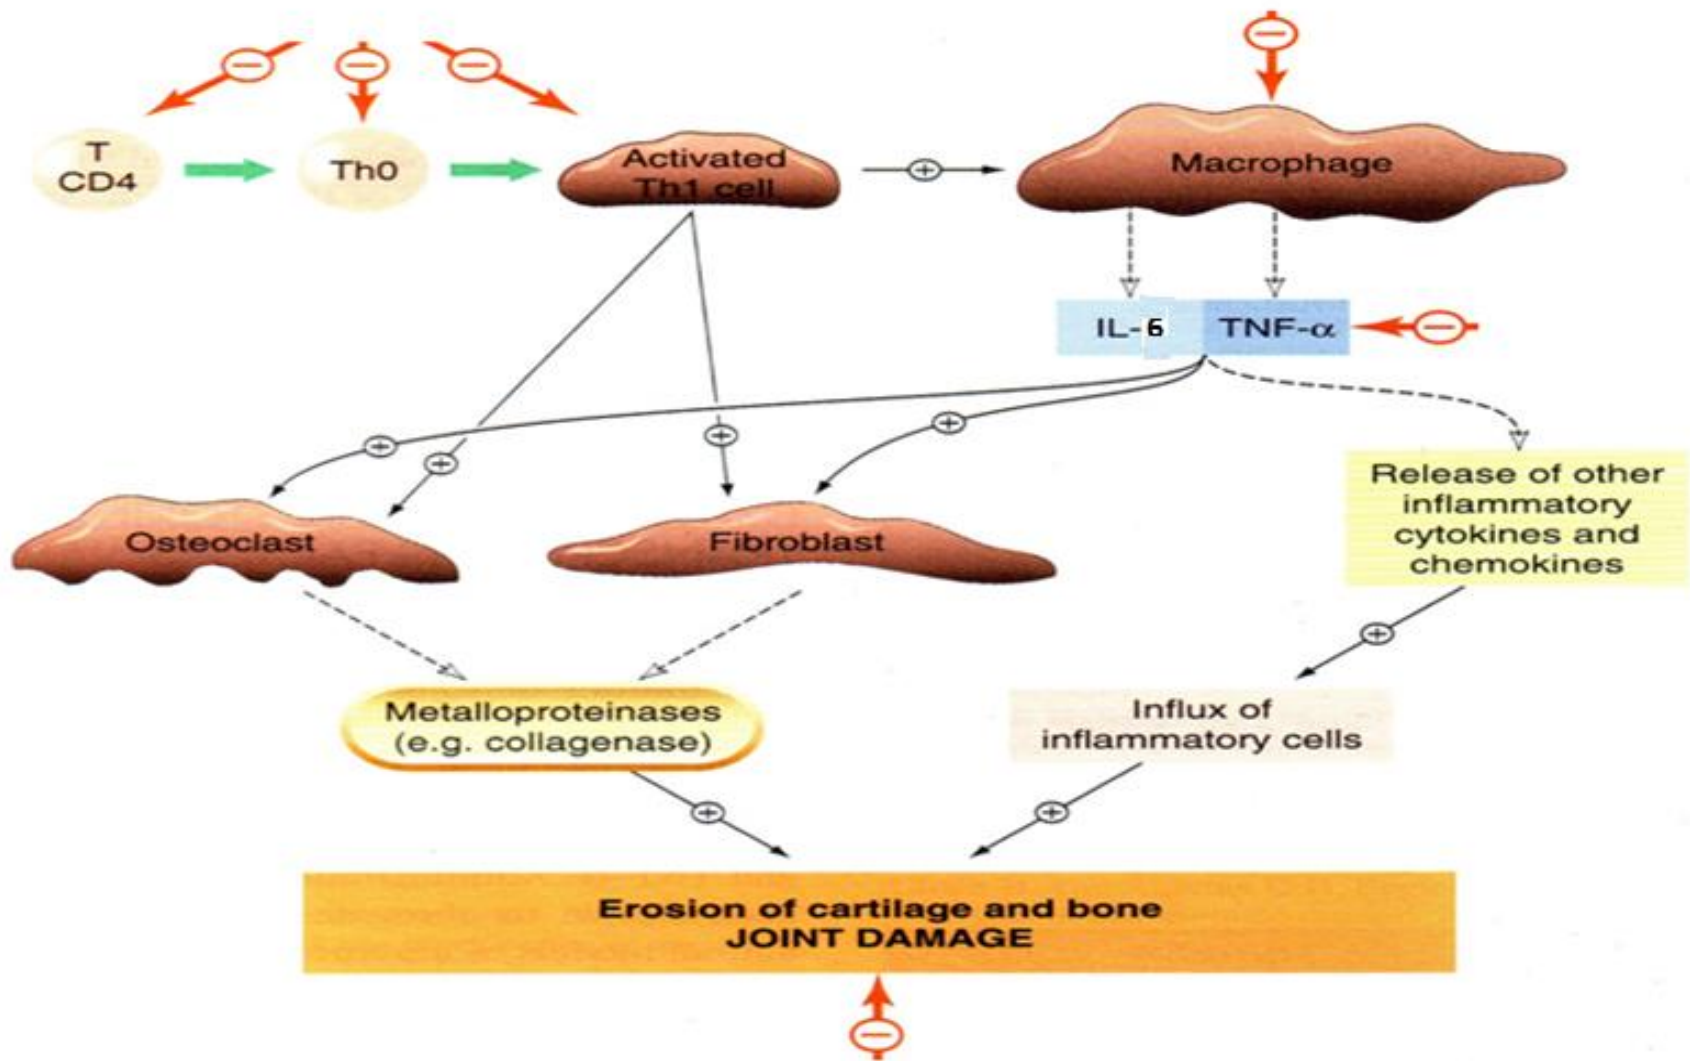 T
CD4
Th0
Activated
Th1 cell
Macrophage
IL-6
TNF-α
Osteoclast
Fibroblast
Release of other
inflammatory
cytokines and
chemokines
Metalloproteinases
(e.g. collagenase)
Influx of
inflammatory cells
Erosion of cartilage and bone
JOINT DAMAGE